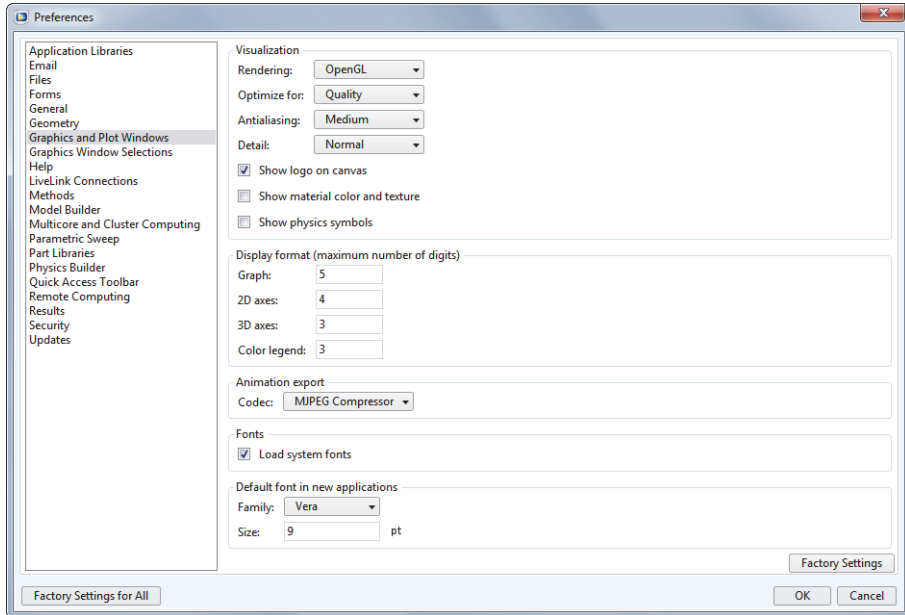 Preferences
Application Libraries
Email
Files
Forms
General
Geometry
Graphics and Plot Windows
Graphics Window Selections
Help
LiveLink Connections
Methods
Model Builder
Multicore and Cluster Computing
Parametric Sweep
Part Libraries
Physics Builder
Quick Access Toolbar
Remote Computing
Results
Security
Updates
Visualization
Rendering: OpenGL
Optimize for: Quality
Antialiasing: Medium
Detail: Normal
Show logo on canvas
Show material color and texture
Show physics symbols
Display format (maximum number of digits)
Graph: 5
2D axes: 4
3D axes: 3
Color legend: 3
Animation export
Codec: MJPEG Compressor
Fonts
Load system fonts
Default font in new applications
Family: Vera
Size: 9 pt
Factory Settings
Factory Settings for All OK Cancel